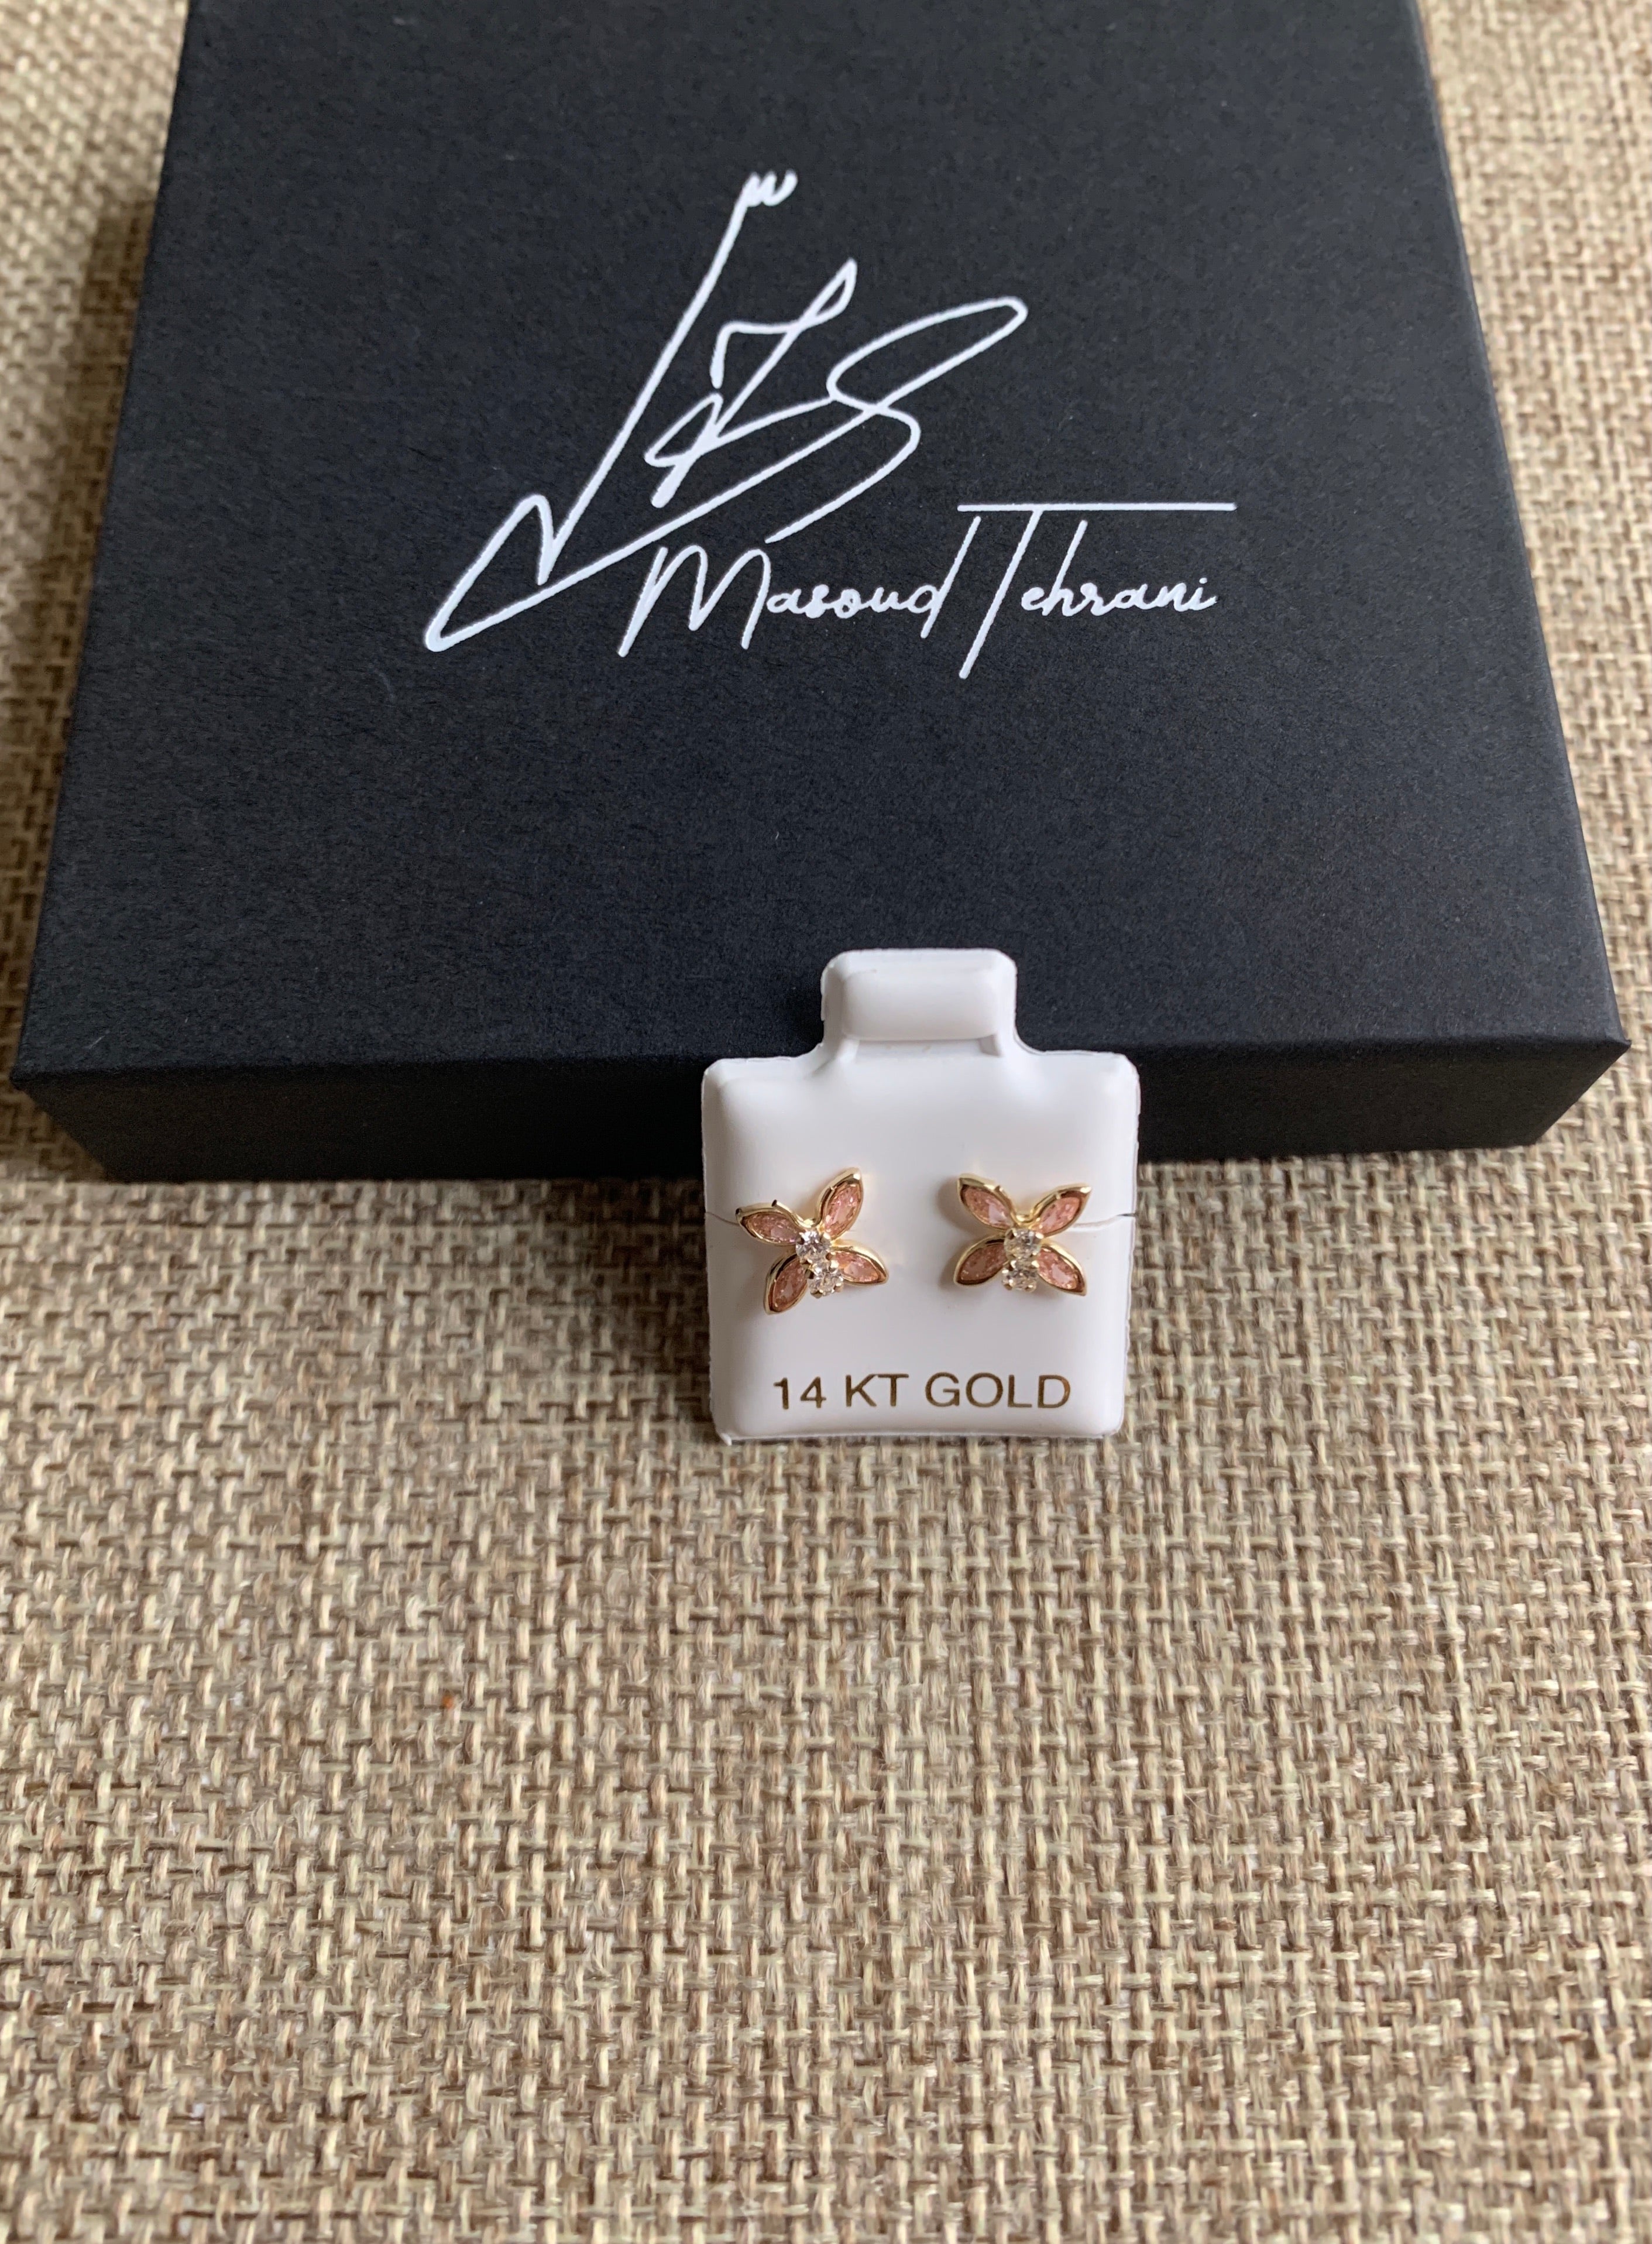 Masoud Tehrani
14 KT GOLD